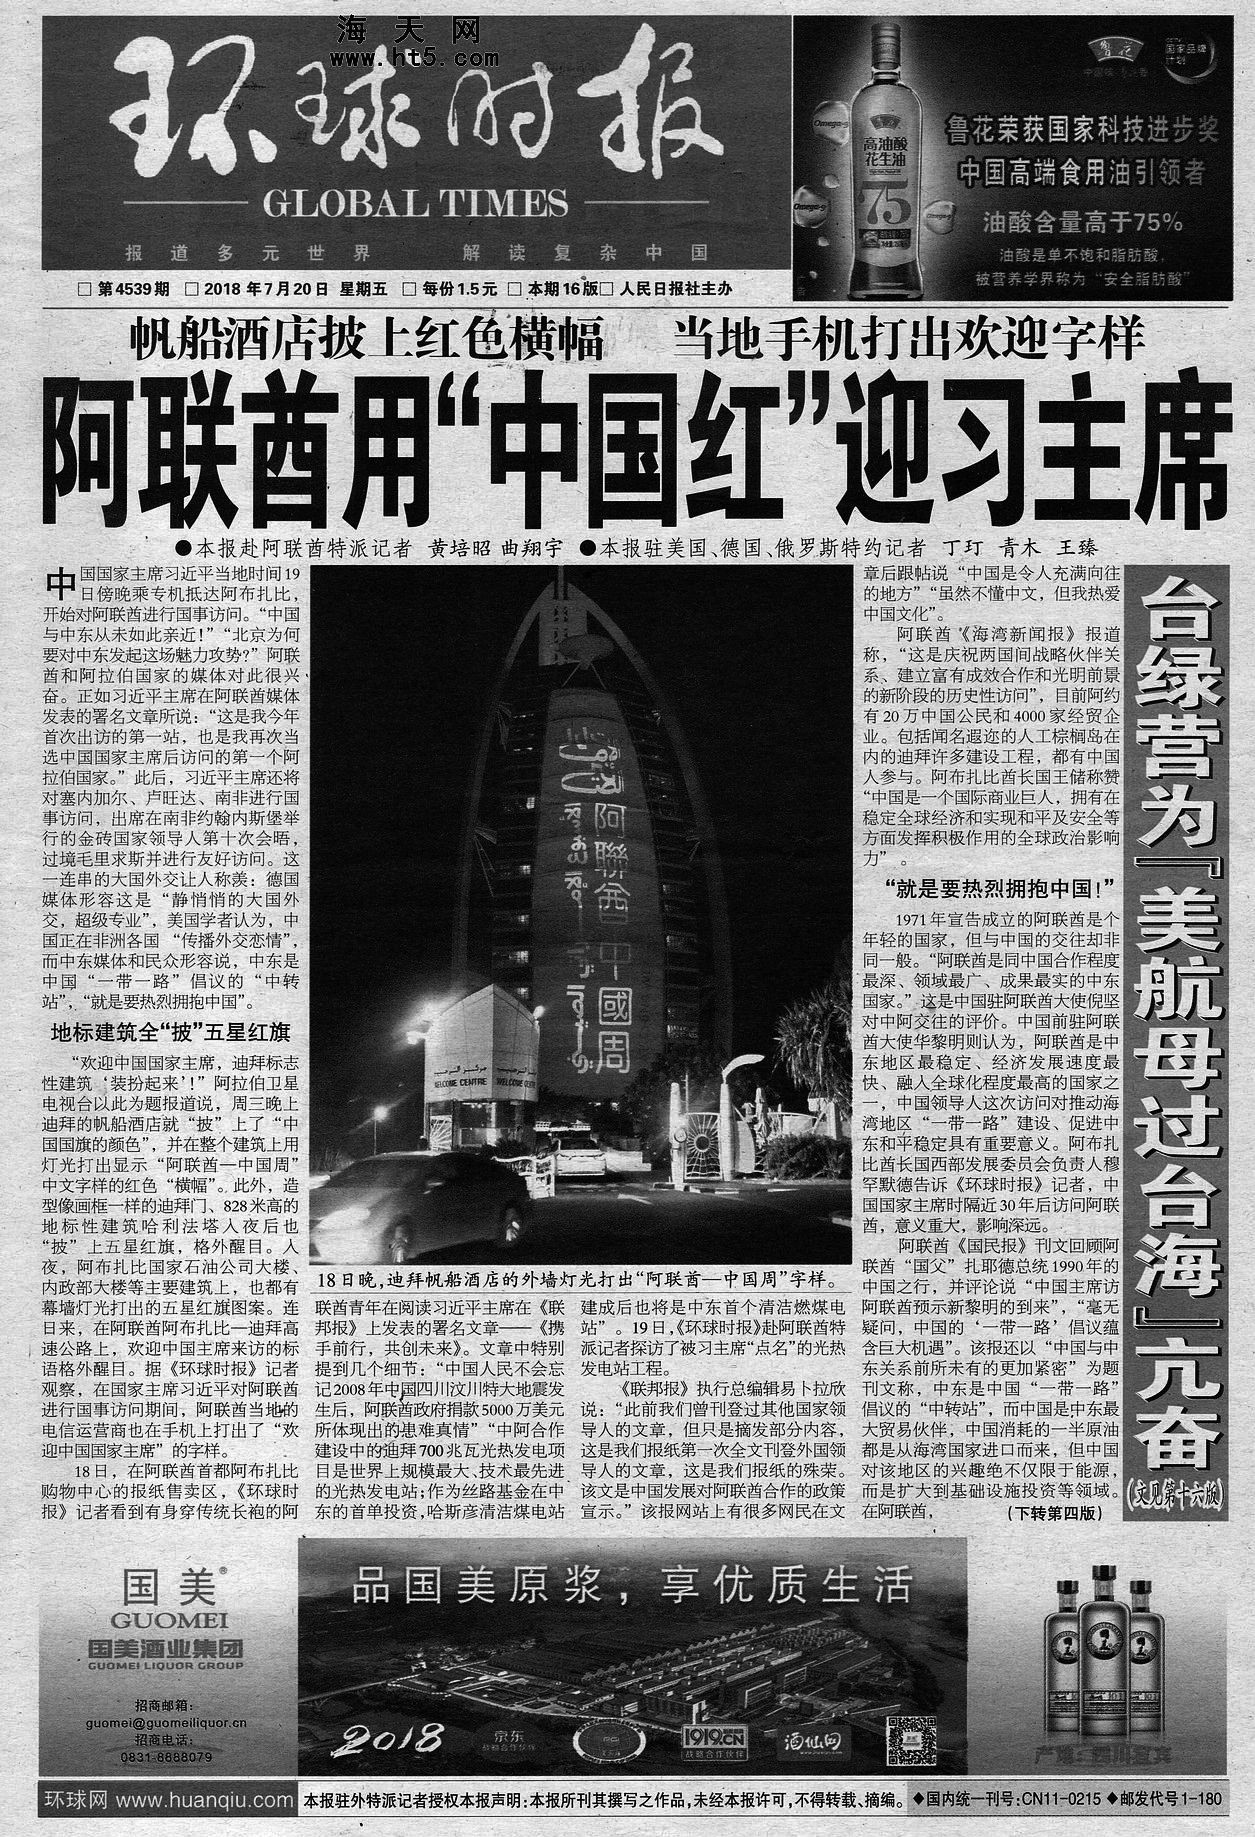 海天网
www.ht5.com
环球时报
GLOBAL TIMES
报道多元世界 解读复杂中国
□第4539期 □2018年7月20日 星期五 □每份1.5元 □本期16版□人民日报社主办
鲁花
国家品牌
计划
Omega-9
Omega-9
Omega-9
高油酸
花生油
75
鲁花荣获国家科技进步奖
中国高端食用油引领者
油酸含量高于75%
油酸是单不饱和脂肪酸，
被营养学界称为“安全脂肪酸”
帆船酒店披上红色横幅 当地手机打出欢迎字样
阿联酋用“中国红”迎习主席
●本报赴阿联酋特派记者 黄培昭 曲翔宇 ●本报驻美国、德国、俄罗斯特约记者 丁玎 青木 王臻
中国国家主席习近平当地时间19
日傍晚乘专机抵达阿布扎比，
开始对阿联酋进行国事访问。“中国
与中东从未如此亲近！”“北京为何
要对中东发起这场魅力攻势？”阿联
酋和阿拉伯国家的媒体对此很兴
奋。正如习近平主席在阿联酋媒体
发表的署名文章所说：“这是我今年
首次出访的第一站，也是我再次当
选中国国家主席后访问的第一个阿
拉伯国家。”此后，习近平主席还将
对塞内加尔、卢旺达、南非进行国
事访问，出席在南非约翰内斯堡举
行的金砖国家领导人第十次会晤，
过境毛里求斯并进行友好访问。这
一连串的大国外交让人称羡：德国
媒体形容这是“静悄悄的大国外
交，超级专业”，美国学者认为，中
国正在非洲各国 “传播外交恋情”，
而中东媒体和民众形容说，中东是
中国“一带一路”倡议的“中转
站”，“就是要热烈拥抱中国”。
地标建筑全“披”五星红旗
“欢迎中国国家主席，迪拜标志
性建筑‘装扮起来’！”阿拉伯卫星
电视台以此为题报道说，周三晚上
迪拜的帆船酒店就“披”上了“中
国国旗的颜色”，并在整个建筑上用
灯光打出显示“阿联酋—中国周”
中文字样的红色“横幅”。此外，造
型像画框一样的迪拜门、828米高的
地标性建筑哈利法塔入夜后也
“披”上五星红旗，格外醒目。入
夜，阿布扎比国家石油公司大楼、
内政部大楼等主要建筑上，也都有
幕墙灯光打出的五星红旗图案。连
日来，在阿联酋阿布扎比—迪拜高
速公路上，欢迎中国主席来访的标
语格外醒目。据《环球时报》记者
观察，在国家主席习近平对阿联酋
进行国事访问期间，阿联酋当地的
电信运营商也在手机上打出了“欢
迎中国国家主席”的字样。
18日，在阿联酋首都阿布扎比
购物中心的报纸售卖区，《环球时
报》记者看到有身穿传统长袍的阿
阿聯酋 中國周
WELCOME CENTRE
WELCOME CENTRE
18日晚，迪拜帆船酒店的外墙灯光打出“阿联酋—中国周”字样。
联酋青年在阅读习近平主席在《联
邦报》上发表的署名文章——《携
手前行，共创未来》。文章中特别
提到几个细节：“中国人民不会忘
记2008年中国四川汶川特大地震发
生后，阿联酋政府捐款5000万美元
所体现出的患难真情”“中阿合作
建设中的迪拜700兆瓦光热发电项
目是世界上规模最大、技术最先进
的光热发电站；作为丝路基金在中
东的首单投资，哈斯彦清洁煤电站
建成后也将是中东首个清洁燃煤电
站”。19日，《环球时报》赴阿联酋特
派记者探访了被习主席“点名”的光热
发电站工程。
《联邦报》执行总编辑易卜拉欣
说：“此前我们曾刊登过其他国家领
导人的文章，但只是摘发部分内容，
这是我们报纸第一次全文刊登外国领
导人的文章，这是我们报纸的殊荣。
该文是中国发展对阿联酋合作的政策
宣示。”该报网站上有很多网民在文
章后跟帖说“中国是令人充满向往
的地方”“虽然不懂中文，但我热爱
中国文化”。
阿联酋《海湾新闻报》报道
称，“这是庆祝两国间战略伙伴关
系、建立富有成效合作和光明前景
的新阶段的历史性访问”，目前阿约
有20万中国公民和4000家经贸企
业。包括闻名遐迩的人工棕榈岛在
内的迪拜许多建设工程，都有中国
人参与。阿布扎比酋长国王储称赞
“中国是一个国际商业巨人，拥有在
稳定全球经济和实现和平及安全等
方面发挥积极作用的全球政治影响
力”。
“就是要热烈拥抱中国！”
1971年宣告成立的阿联酋是个
年轻的国家，但与中国的交往却非
同一般。“阿联酋是同中国合作程度
最深、领域最广、成果最实的中东
国家。”这是中国驻阿联酋大使倪坚
对中阿交往的评价。中国前驻阿联
酋大使华黎明则认为，阿联酋是中
东地区最稳定、经济发展速度最
快、融入全球化程度最高的国家之
一，中国领导人这次访问对推动海
湾地区“一带一路”建设、促进中
东和平稳定具有重要意义。阿布扎
比酋长国西部发展委员会负责人穆
罕默德告诉《环球时报》记者，中
国国家主席时隔近30年后访问阿联
酋，意义重大，影响深远。
阿联酋《国民报》刊文回顾阿
联酋“国父”扎耶德总统1990年的
中国之行，并评论说“中国主席访
阿联酋预示新黎明的到来”，“毫无
疑问，中国的‘一带一路’倡议蕴
含巨大机遇”。该报还以“中国与中
东关系前所未有的更加紧密”为题
刊文称，中东是中国“一带一路”
倡议的“中转站”，而中国是中东最
大贸易伙伴，中国消耗的一半原油
都是从海湾国家进口而来，但中国
对该地区的兴趣绝不仅限于能源，
而是扩大到基础设施投资等领域。
在阿联酋， （下转第四版）
台绿营为『美航母过台海』亢奋
（文见第十六版）
国美®
GUOMEI
国美酒业集团
GUOMEI LIQUOR GROUP
招商邮箱：
guomei@guomeiliquor.cn
招商电话：
0831-8888079
品国美原浆，享优质生活
2018
京东
战略合作伙伴
1919.CN
战略合作伙伴
酒仙网
产地：四川宜宾
环球网 www.huanqiu.com
本报驻外特派记者授权本报声明：本报所刊其撰写之作品，未经本报许可，不得转载、摘编。
◆国内统一刊号：CN11-0215 ◆邮发代号1-180